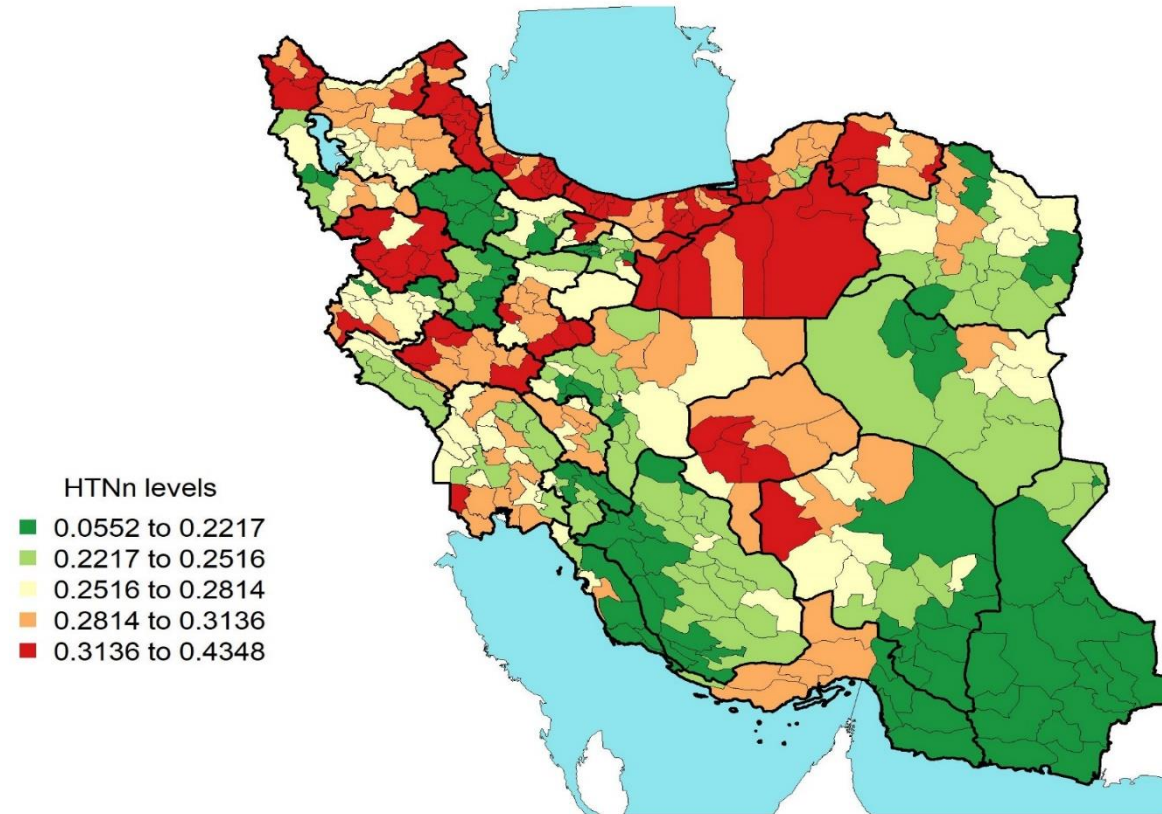 HTNn levels
0.0552 to 0.2217
0.2217 to 0.2516
0.2516 to 0.2814
0.2814 to 0.3136
0.3136 to 0.4348